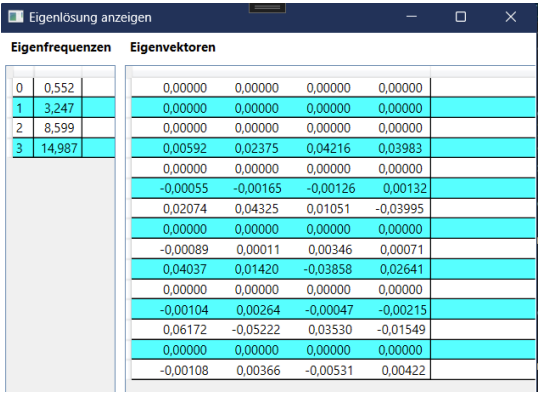 Eigenlösung anzeigen
Eigenfrequenzen Eigenvektoren
0 0,552 0,00000 0,00000 0,00000 0,00000
1 3,247 0,00000 0,00000 0,00000 0,00000
2 8,599 0,00000 0,00000 0,00000 0,00000
3 14,987 0,00592 0,02375 0,04216 0,03983
0,00000 0,00000 0,00000 0,00000
-0,00055 -0,00165 -0,00126 0,00132
0,02074 0,04325 0,01051 -0,03995
0,00000 0,00000 0,00000 0,00000
-0,00089 0,00011 0,00346 0,00071
0,04037 0,01420 -0,03858 0,02641
0,00000 0,00000 0,00000 0,00000
-0,00104 0,00264 -0,00047 -0,00215
0,06172 -0,05222 0,03530 -0,01549
0,00000 0,00000 0,00000 0,00000
-0,00108 0,00366 -0,00531 0,00422